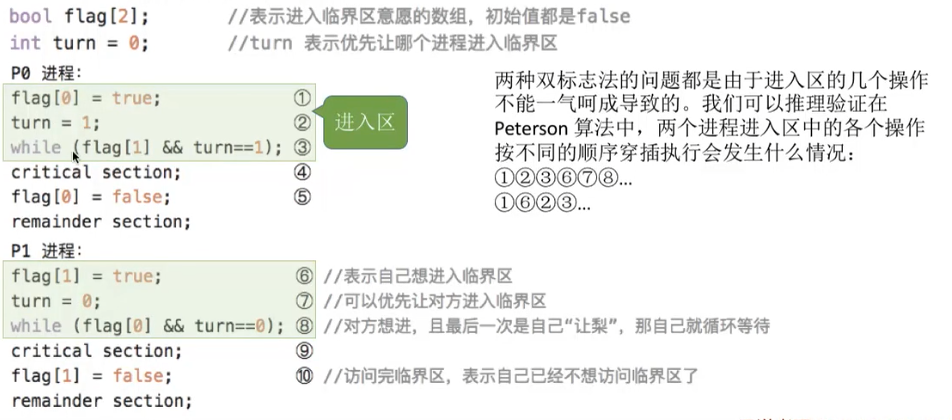 bool flag[2]; //表示进入临界区意愿的数组，初始值都是false
int turn = 0; //turn 表示优先让哪个进程进入临界区
P0 进程：
flag[0] = true; ①
turn = 1; ②
while (flag[1] && turn==1); ③
critical section; ④
flag[0] = false; ⑤
remainder section;
进入区
两种双标志法的问题都是由于进入区的几个操作
不能一气呵成导致的。我们可以推理验证在
Peterson 算法中，两个进程进入区中的各个操作
按不同的顺序穿插执行会发生什么情况：
①②③⑥⑦⑧...
①⑥②③...
P1 进程：
flag[1] = true; ⑥ //表示自己想进入临界区
turn = 0; ⑦ //可以优先让对方进入临界区
while (flag[0] && turn==0); ⑧ //对方想进，且最后一次是自己“让梨”，那自己就循环等待
critical section; ⑨
flag[1] = false; ⑩ //访问完临界区，表示自己已经不想访问临界区了
remainder section;